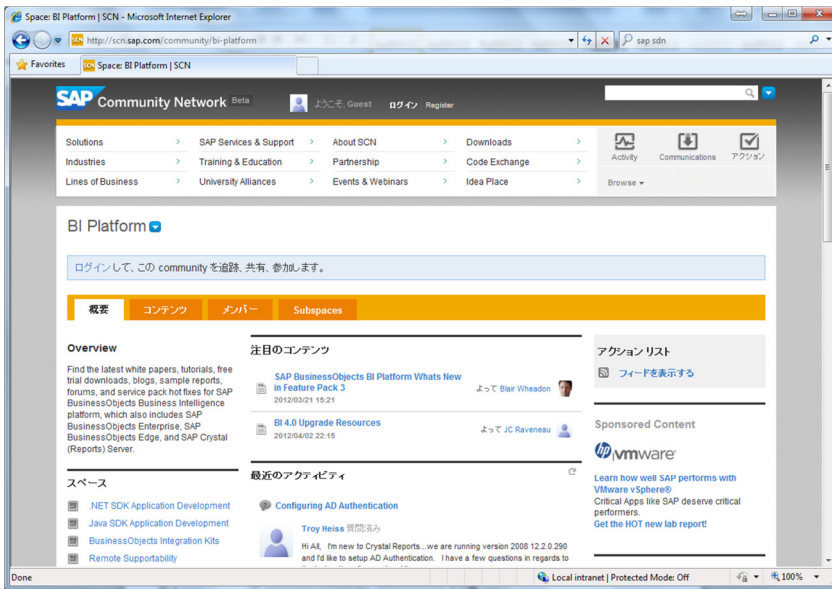 Space: BI Platform | SCN - Microsoft Internet Explorer
http://scn.sap.com/community/bi-platform
sap sdn
Favorites
Space: BI Platform | SCN
SAP Community Network Beta
ようこそ, Guest ログイン Register
Solutions
SAP Services & Support
About SCN
Downloads
Industries
Training & Education
Partnership
Code Exchange
Lines of Business
University Alliances
Events & Webinars
Idea Place
Activity
Communications
アクション
Browse
BI Platform
ログインして、この community を追跡、共有、参加します。
概要
コンテンツ
メンバー
Subspaces
Overview
Find the latest white papers, tutorials, free
trial downloads, blogs, sample reports,
forums, and service pack hot fixes for SAP
BusinessObjects Business Intelligence
platform, which also includes SAP
BusinessObjects Enterprise, SAP
BusinessObjects Edge, and SAP Crystal
(Reports) Server.
スペース
.NET SDK Application Development
Java SDK Application Development
BusinessObjects Integration Kits
Remote Supportability
注目のコンテンツ
SAP BusinessObjects BI Platform Whats New
in Feature Pack 3
2012/03/21 15:21
よって Blair Wheadon
BI 4.0 Upgrade Resources
2012/04/02 22:15
よって JC Raveneau
最近のアクティビティ
Configuring AD Authentication
Troy Heiss 質問済み
Hi All, I'm new to Crystal Reports...we are running version 2008 12.2.0.290
and I'd like to setup AD Authentication. I have a few questions in regards to
アクション リスト
フィードを表示する
Sponsored Content
hp vmware
Learn how well SAP performs with
VMware vSphere®
Critical Apps like SAP deserve critical
performers.
Get the HOT new lab report!
Done
Local intranet | Protected Mode: Off
100%